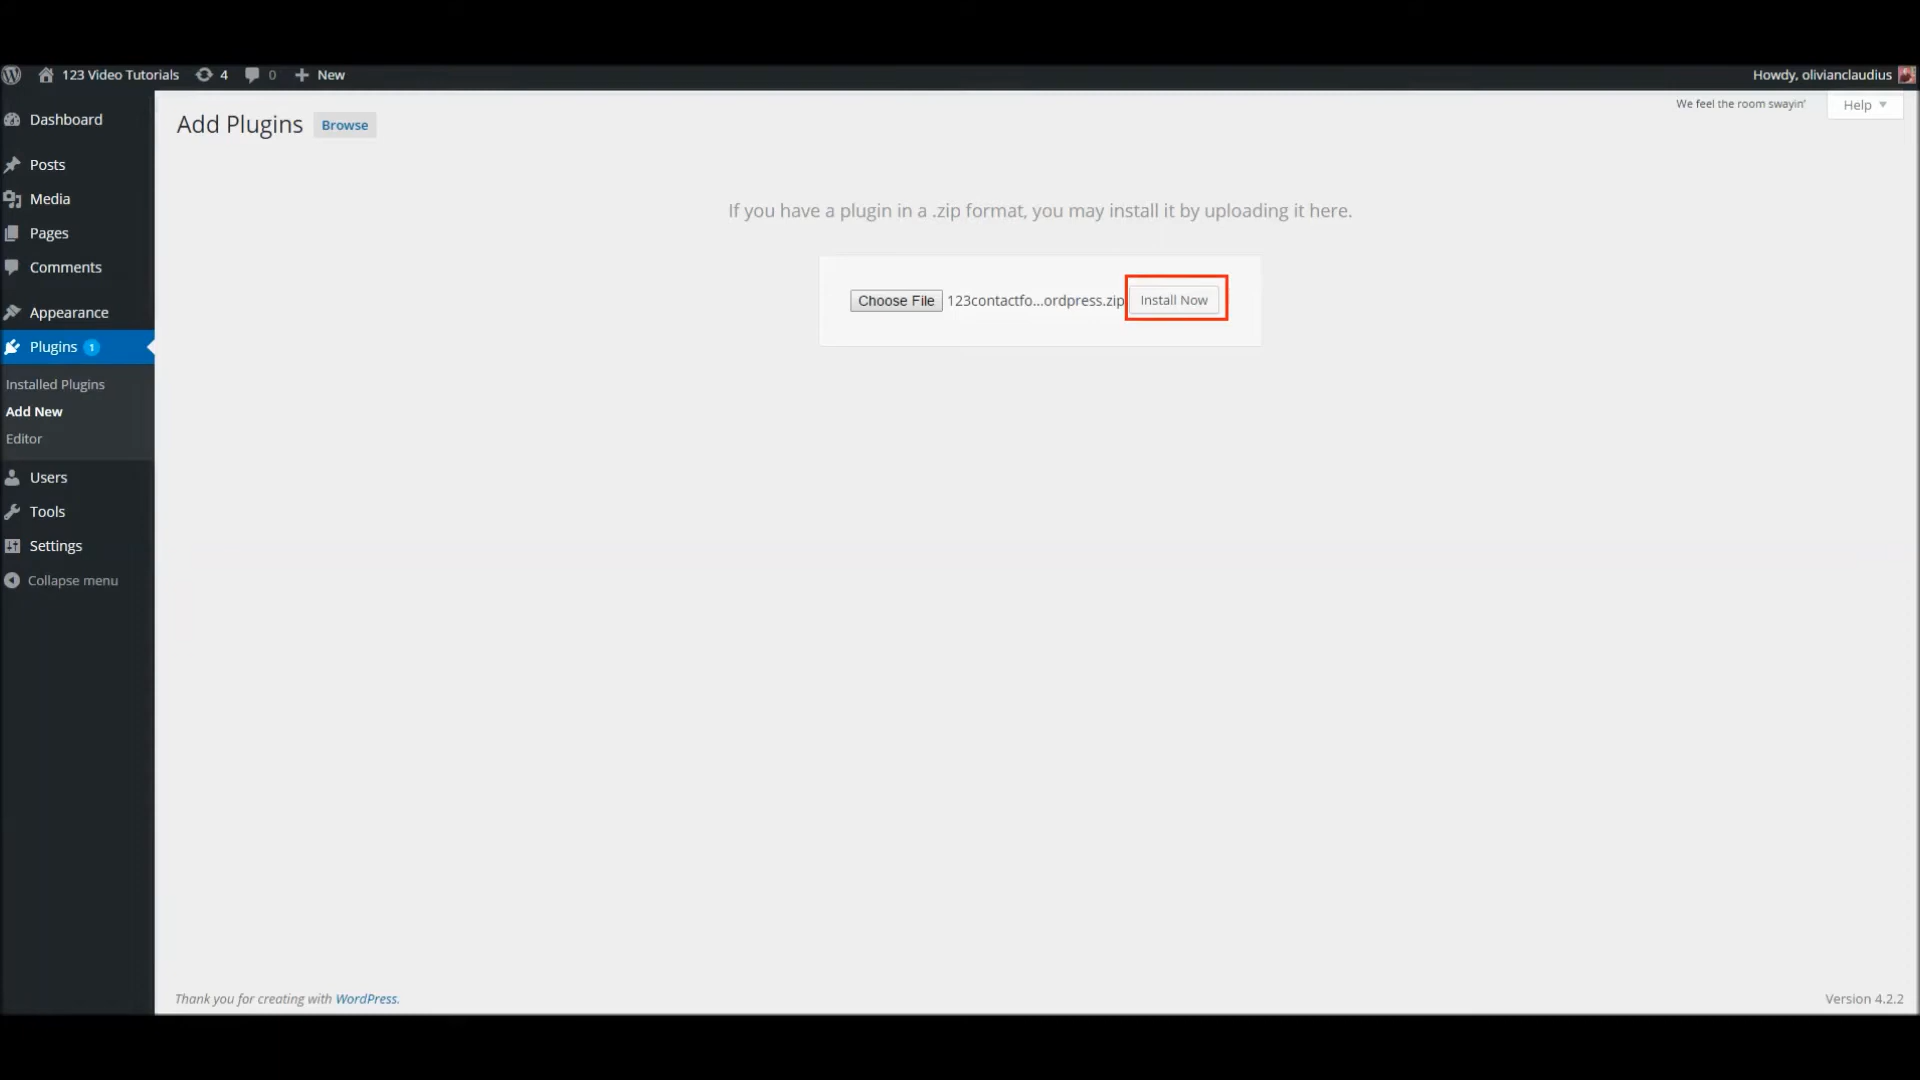 123 Video Tutorials 4 0 New Howdy, olivianclaudius
Dashboard
Posts
Media
Pages
Comments
Appearance
Plugins 1
Installed Plugins
Add New
Editor
Users
Tools
Settings
Collapse menu
We feel the room swayin' Help
Add Plugins Browse
If you have a plugin in a .zip format, you may install it by uploading it here.
Choose File 123contactfo...ordpress.zip Install Now
Thank you for creating with WordPress. Version 4.2.2